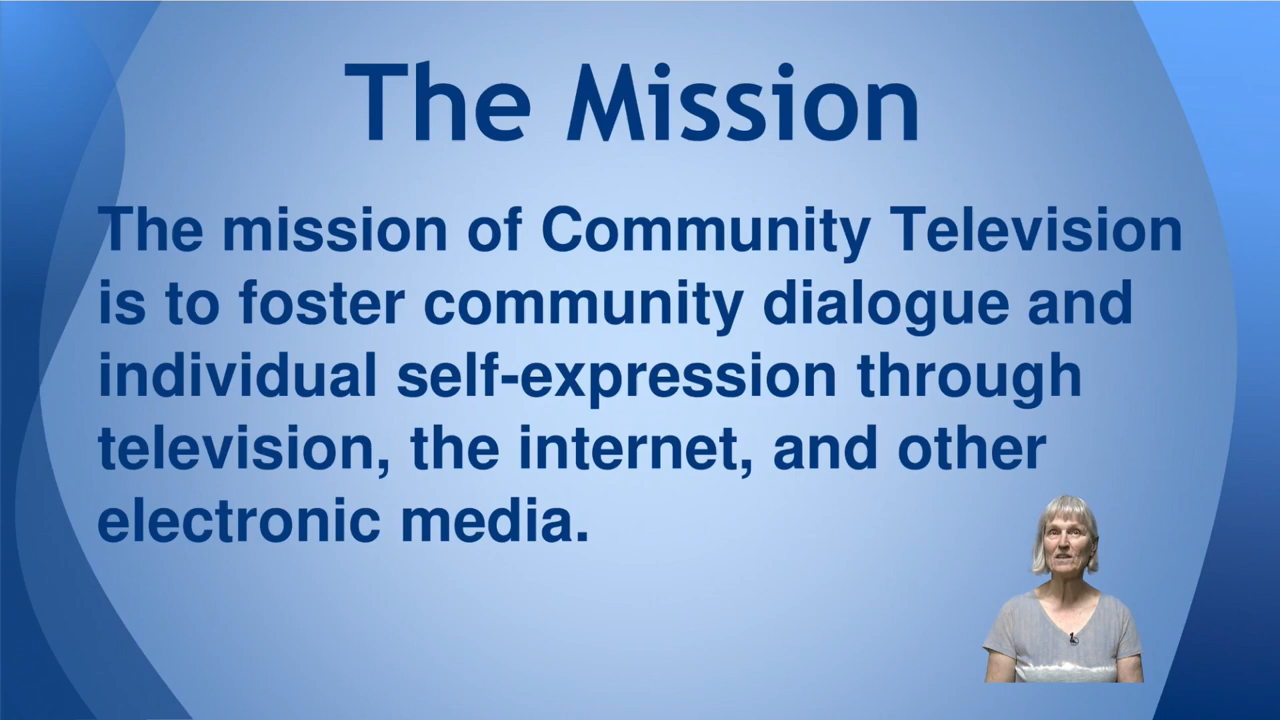 The Mission
The mission of Community Television
is to foster community dialogue and
individual self-expression through
television, the internet, and other
electronic media.